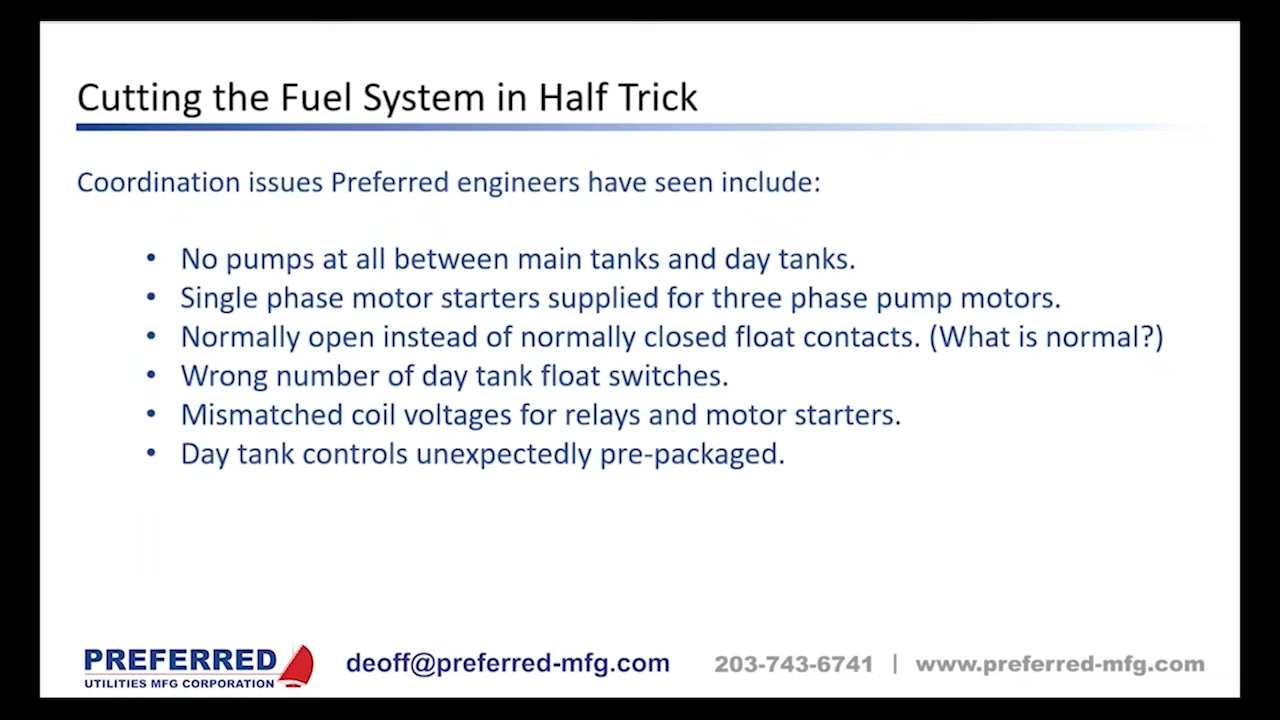 Cutting the Fuel System in Half Trick
Coordination issues Preferred engineers have seen include:
• No pumps at all between main tanks and day tanks.
• Single phase motor starters supplied for three phase pump motors.
• Normally open instead of normally closed float contacts. (What is normal?)
• Wrong number of day tank float switches.
• Mismatched coil voltages for relays and motor starters.
• Day tank controls unexpectedly pre-packaged.
PREFERRED
UTILITIES MFG CORPORATION
deoff@preferred-mfg.com
203-743-6741 | www.preferred-mfg.com